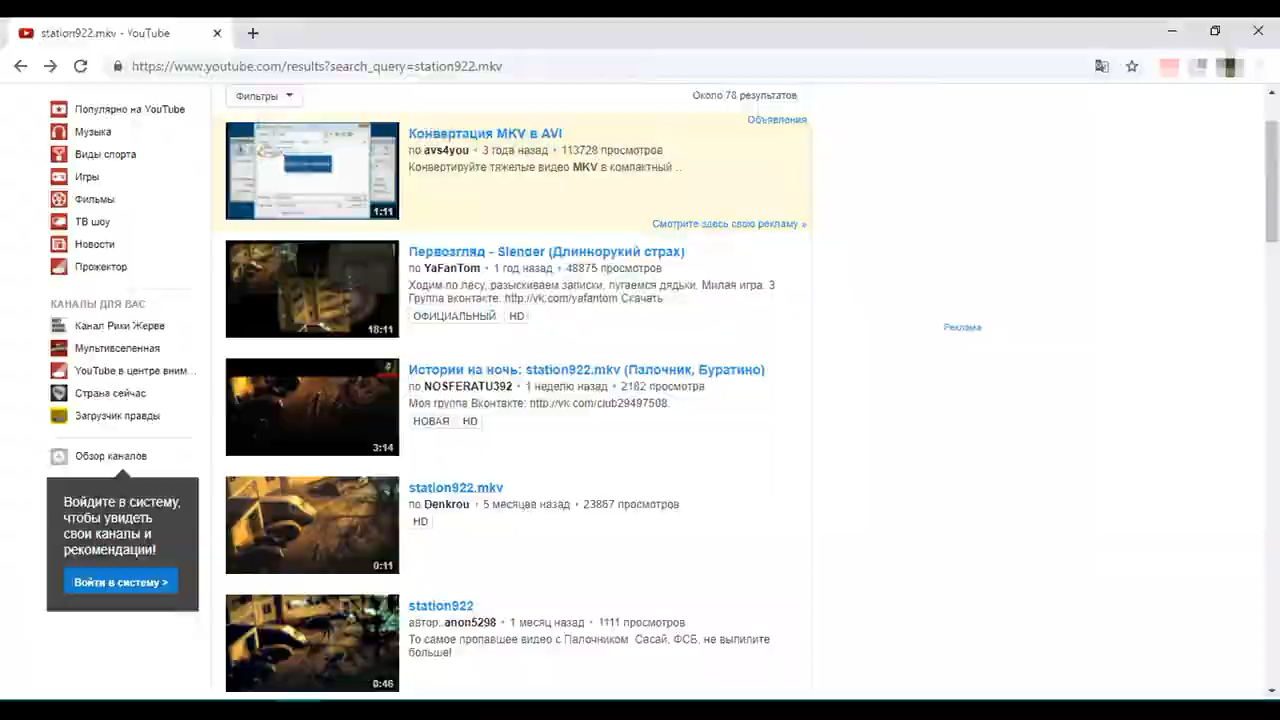 station922.mkv - YouTube
https://www.youtube.com/results?search_query=station922.mkv
Популярно на YouTube
Музыка
Виды спорта
Игры
Фильмы
ТВ шоу
Новости
Прожектор
КАНАЛЫ ДЛЯ ВАС
Канал Рики Жерве
Мультивселенная
YouTube в центре вним...
Страна сейчас
Загрузчик правды
Обзор каналов
Войдите в систему,
чтобы увидеть
свои каналы и
рекомендации!
Войти в систему >
Фильтры
Около 78 результатов
Объявления
Конвертация MKV в AVI
по avs4you • 3 года назад • 113728 просмотров
Конвертируйте тяжелые видео MKV в компактный ...
1:11
Смотрите здесь свою рекламу »
Первозгляд - Slender (Длиннорукий страх)
по YaFanTom • 1 год назад • 48875 просмотров
Ходим по лесу, разыскиваем записки, пугаемся дядьки. Милая игра. 3
Группа вконтакте. http://vk.com/yafantom Скачать
ОФИЦИАЛЬНЫЙ HD
18:11
Истории на ночь: station922.mkv (Палочник, Буратино)
по NOSFERATU392 • 1 неделю назад • 2182 просмотра
Моя группа Вконтакте: http://vk.com/club29497508.
НОВАЯ HD
3:14
station922.mkv
по Denkrou • 5 месяцев назад • 23867 просмотров
HD
0:11
station922
автор..anon5298 • 1 месяц назад • 1111 просмотров
То самое пропавшее видео с Палочником Сасай, ФСБ, не выпилите
больше!
0:46
Реклама